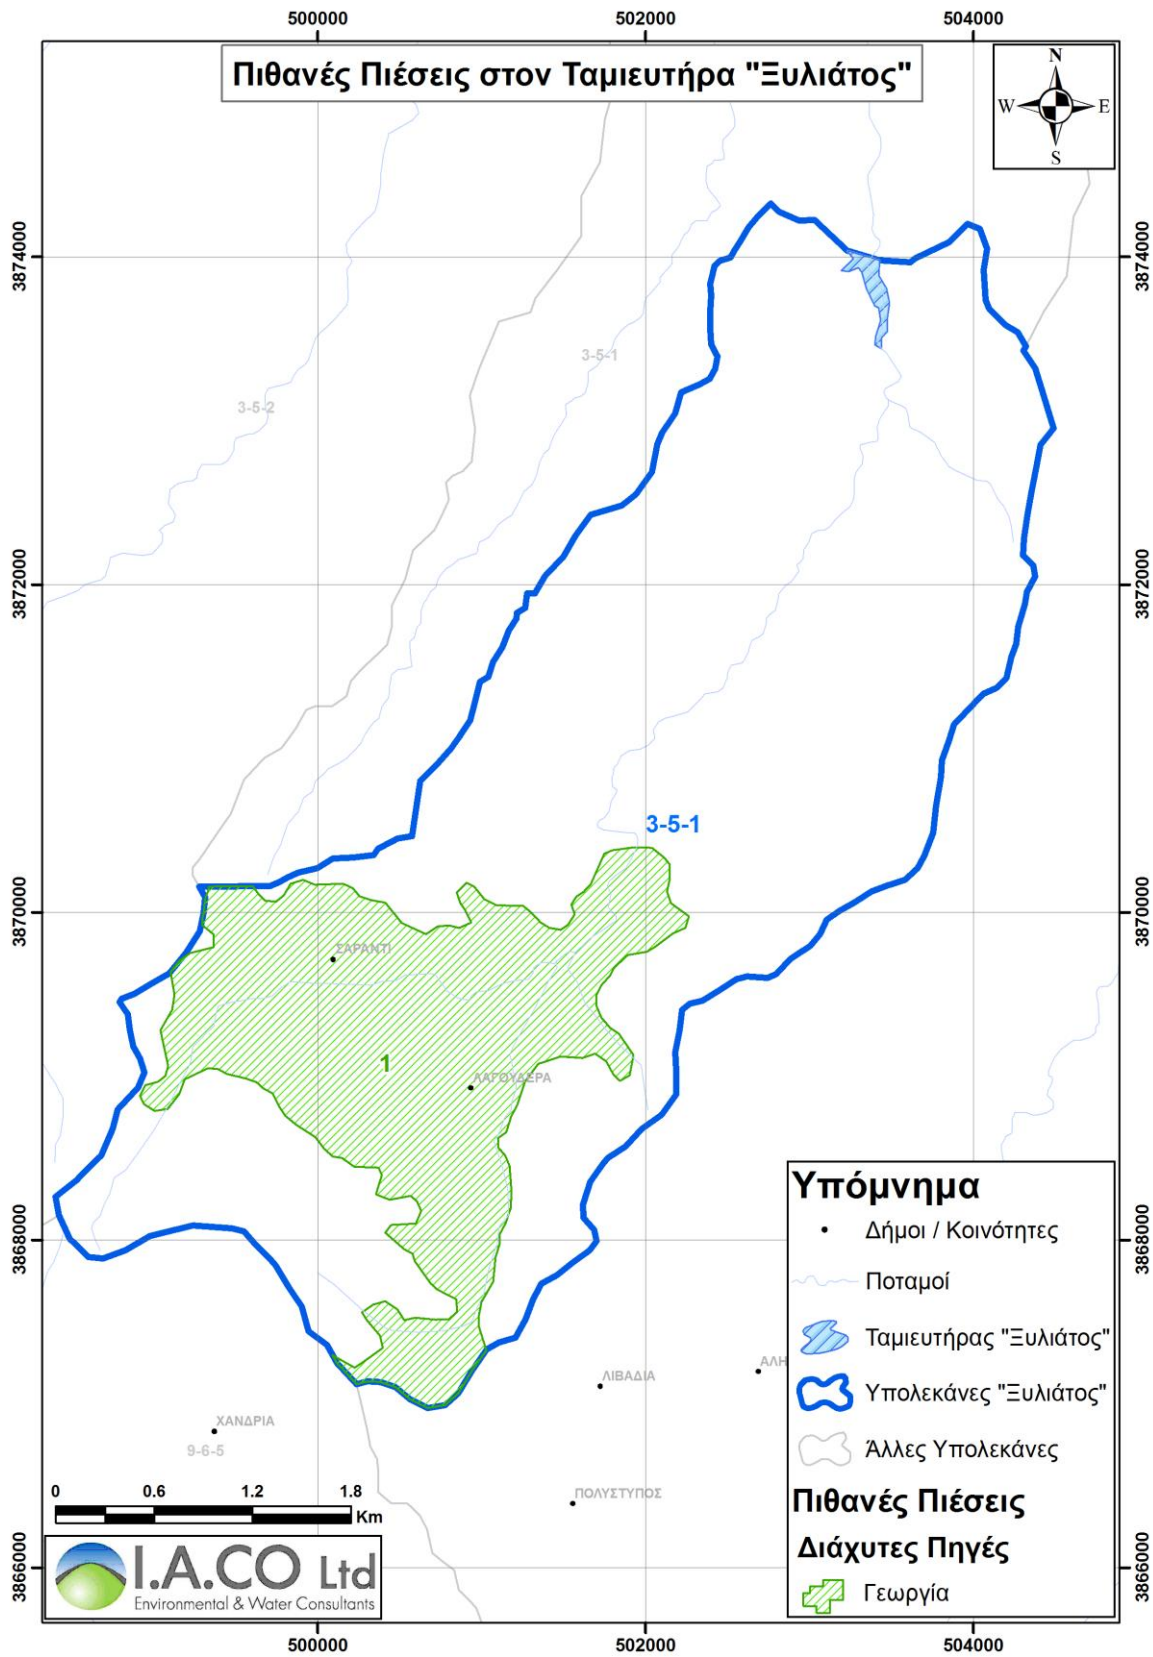 500000 502000 504000
Πιθανές Πιέσεις στον Ταμιευτήρα "Ξυλιάτος"
N
W E
S
3874000 3874000
3-5-1
3-5-2
3872000 3872000
3-5-1
3870000 3870000
ΣΑΡΑΝΤΙ
1
ΛΑΓΟΥΔΕΡΑ
3868000 3868000
Υπόμνημα
Δήμοι / Κοινότητες
Ποταμοί
Ταμιευτήρας "Ξυλιάτος"
Υπολεκάνες "Ξυλιάτος"
Άλλες Υπολεκάνες
Πιθανές Πιέσεις
Διάχυτες Πηγές
Γεωργία
ΑΛΗ
ΛΙΒΑΔΙΑ
ΧΑΝΔΡΙΑ
9-6-5
ΠΟΛΥΣΤΥΠΟΣ
0 0.6 1.2 1.8
Km
I.A.CO Ltd
Environmental & Water Consultants
3866000 3866000
500000 502000 504000